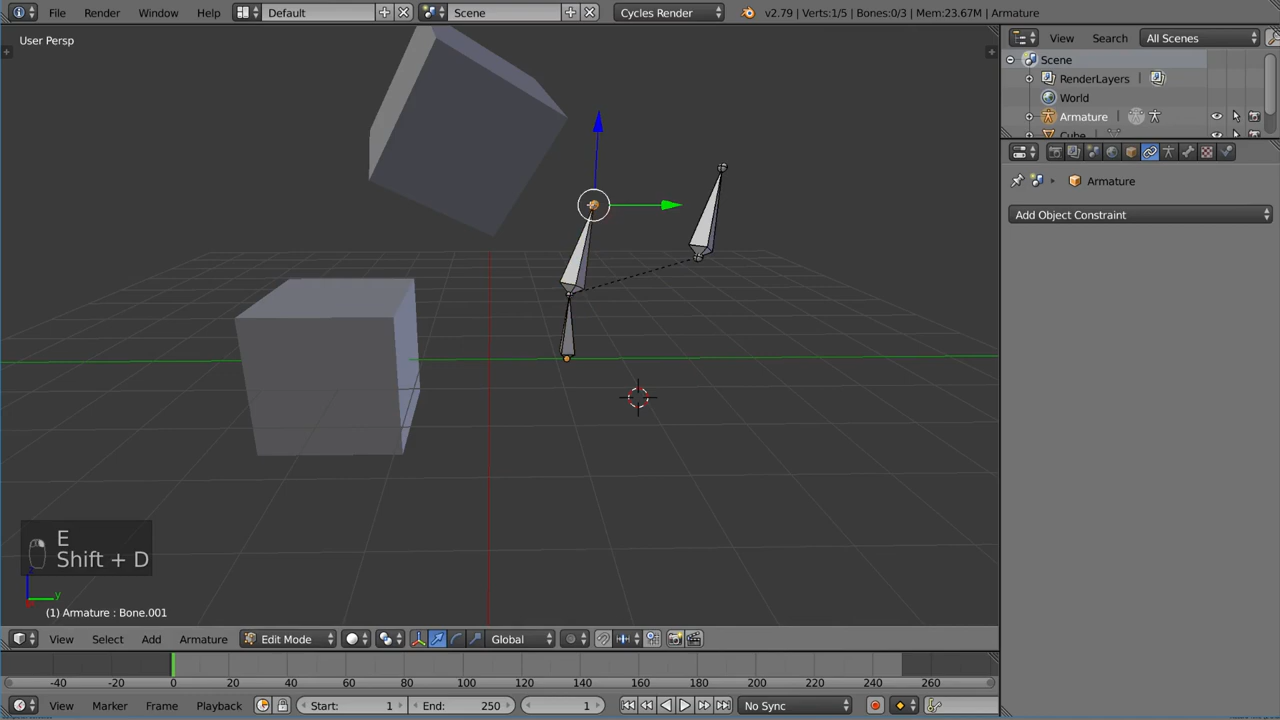 File Render Window Help Default Scene Cycles Render v2.79 | Verts:1/5 | Bones:0/3 | Mem:23.67M | Armature
User Persp
View Search All Scenes
Scene
RenderLayers
World
Armature
Cube
Armature
Add Object Constraint
E
Shift + D
y
(1) Armature : Bone.001
View Select Add Armature Edit Mode Global
-40 -20 0 20 40 60 80 100 120 140 160 180 200 220 240 260
View Marker Frame Playback Start: 1 End: 250 1 No Sync